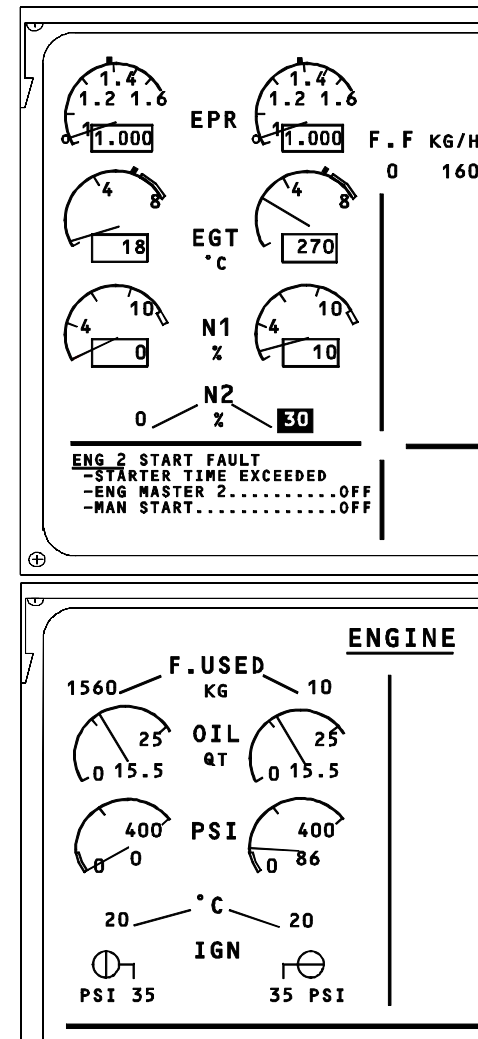 1.4 1.4
1.2 1.6 1.2 1.6
1 EPR 1
1.000 1.000 F.F KG/H
0 160
4 8 4 8
18 EGT 270
°C
10 10
4 N1 4
0 % 10
N2
0 % 30
ENG 2 START FAULT
-STARTER TIME EXCEEDED
-ENG MASTER 2..........OFF
-MAN START.............OFF
ENGINE
F.USED
1560 KG 10
25 OIL 25
0 15.5 QT 0 15.5
400 PSI 400
0 0 0 86
°C
20 20
IGN
PSI 35 35 PSI